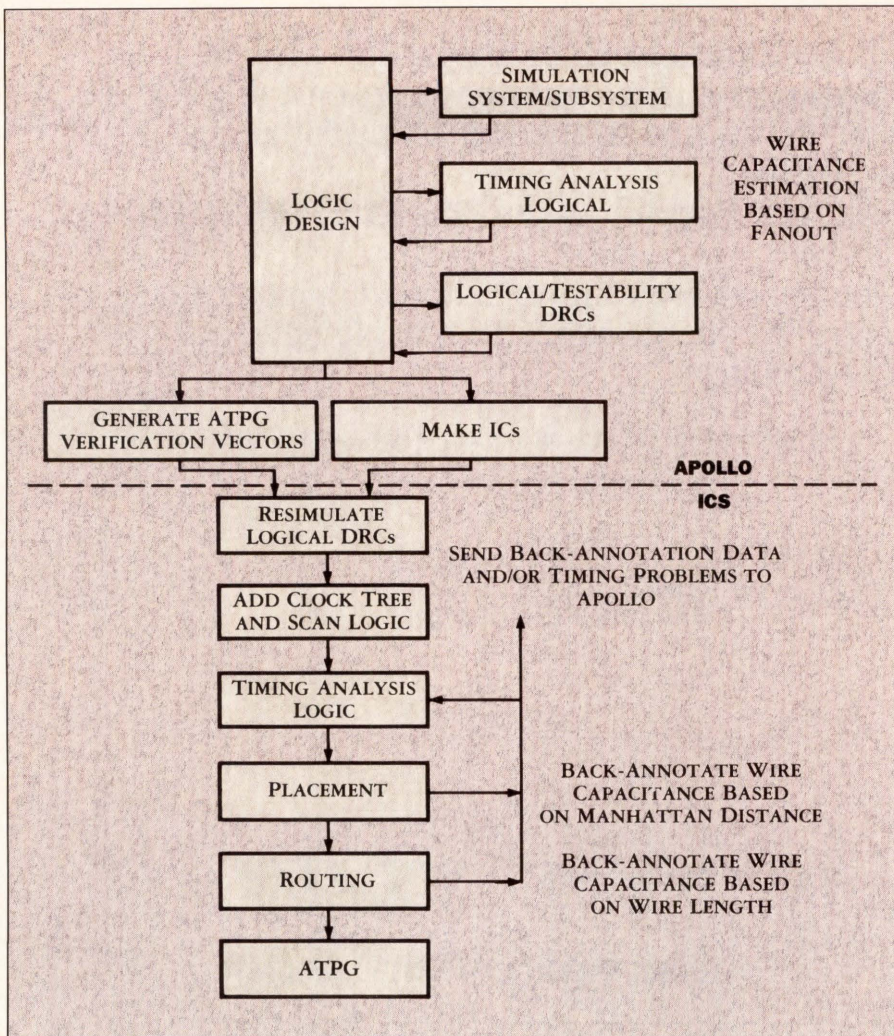 SIMULATION
SYSTEM/SUBSYSTEM
WIRE
CAPACITANCE
ESTIMATION
BASED ON
FANOUT
LOGIC
DESIGN
TIMING ANALYSIS
LOGICAL
LOGICAL/TESTABILITY
DRCS
GENERATE ATPG
VERIFICATION VECTORS
MAKE ICS
APOLLO
ICS
RESIMULATE
LOGICAL DRCS
SEND BACK-ANNOTATION DATA
AND/OR TIMING PROBLEMS TO
APOLLO
ADD CLOCK TREE
AND SCAN LOGIC
TIMING ANALYSIS
LOGIC
PLACEMENT
BACK-ANNOTATE WIRE
CAPACITANCE BASED
ON MANHATTAN DISTANCE
ROUTING
BACK-ANNOTATE WIRE
CAPACITANCE BASED
ON WIRE LENGTH
ATPG